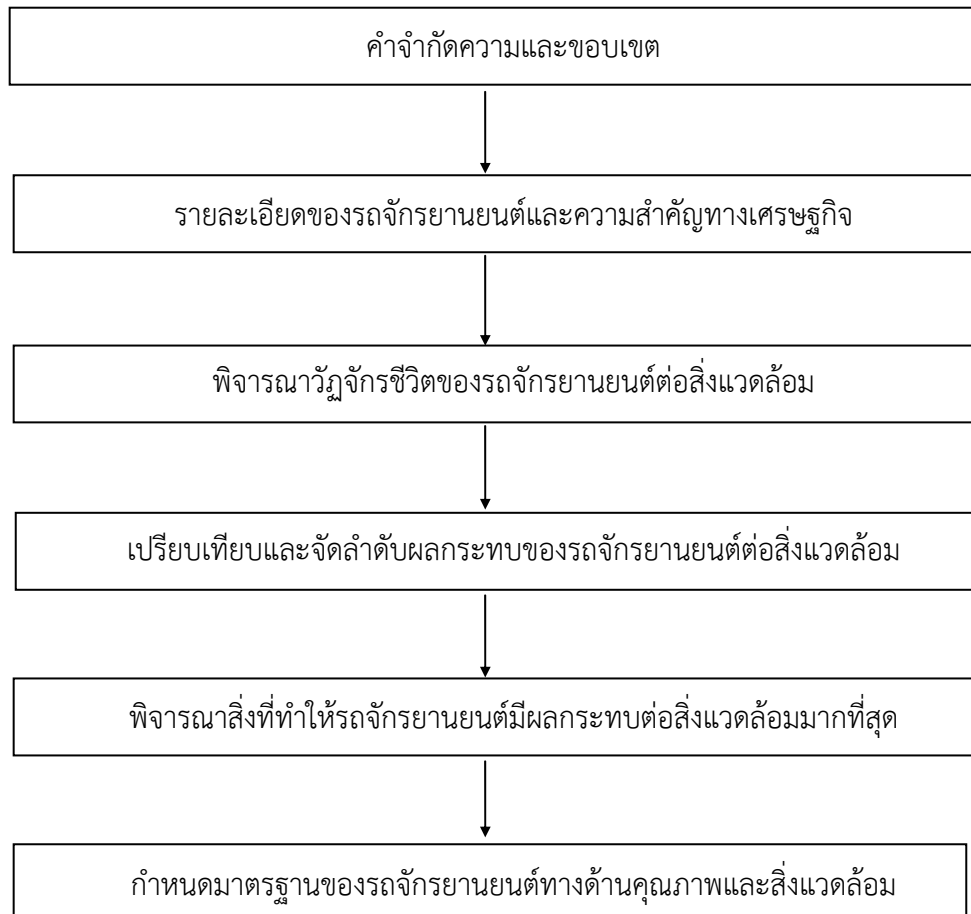 คำจำกัดความและขอบเขต
รายละเอียดของรถจักรยานยนต์และความสำคัญทางเศรษฐกิจ
พิจารณาวัฏจักรชีวิตของรถจักรยานยนต์ต่อสิ่งแวดล้อม
เปรียบเทียบและจัดลำดับผลกระทบของรถจักรยานยนต์ต่อสิ่งแวดล้อม
พิจารณาสิ่งที่ทำให้รถจักรยานยนต์มีผลกระทบต่อสิ่งแวดล้อมมากที่สุด
กำหนดมาตรฐานของรถจักรยานยนต์ทางด้านคุณภาพและสิ่งแวดล้อม